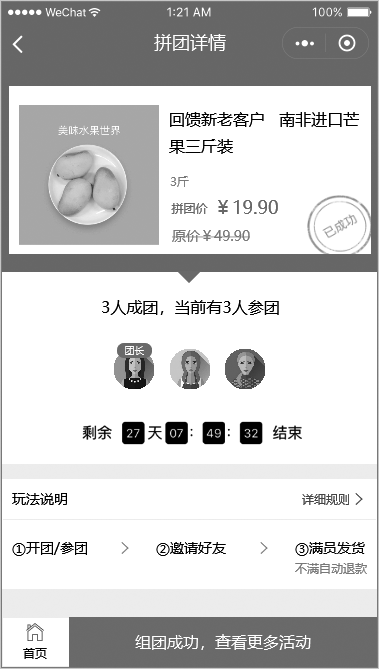 WeChat 1:21 AM 100%
拼团详情
美味水果世界
回馈新老客户 南非进口芒
果三斤装
3斤
拼团价 ￥19.90
原价￥49.90
已成功
3人成团，当前有3人参团
团长
剩余 27 天 07 : 49 : 32 结束
玩法说明 详细规则
①开团/参团 ②邀请好友 ③满员发货
不满自动退款
首页
组团成功，查看更多活动